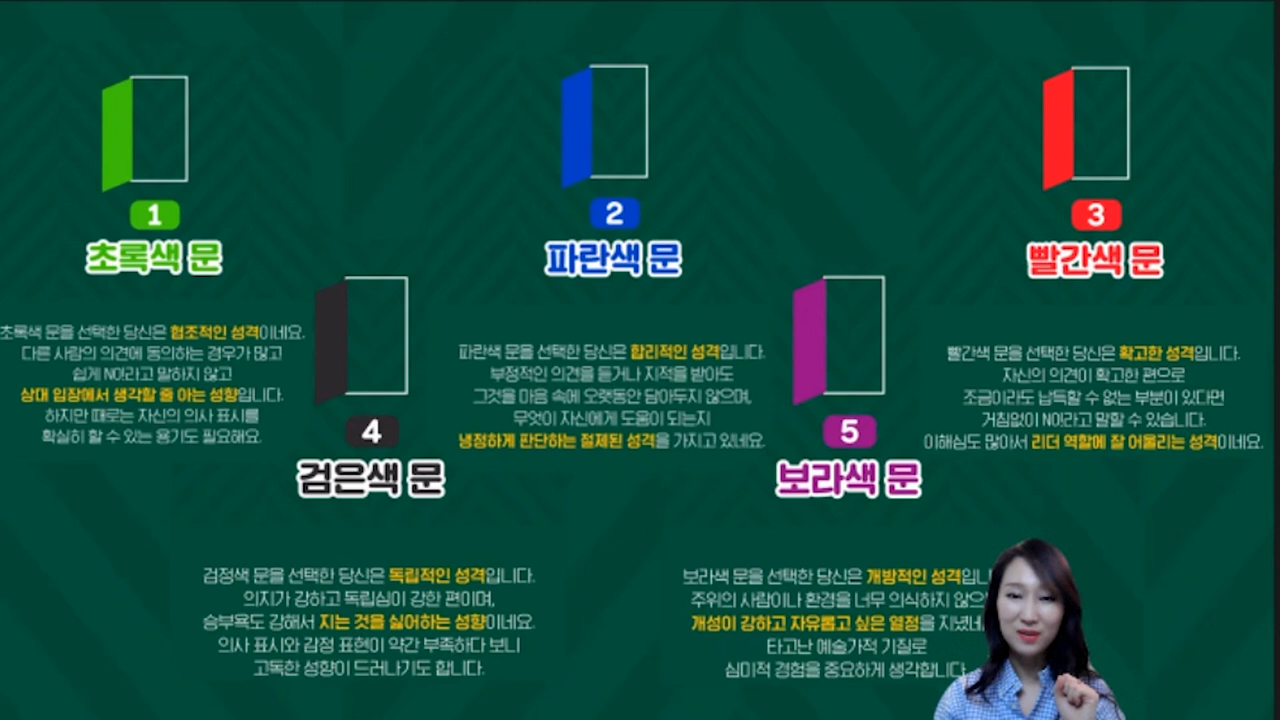 1
초록색 문
초록색 문을 선택한 당신은 협조적인 성격이네요.
다른 사람의 의견에 동의하는 경우가 많고
쉽게 NO!라고 말하지 않고
상대 입장에서 생각할 줄 아는 성향입니다.
하지만 때로는 자신의 의사 표시를
확실히 할 수 있는 용기도 필요해요.
2
파란색 문
파란색 문을 선택한 당신은 합리적인 성격입니다.
부정적인 의견을 듣거나 지적을 받아도
그것을 마음 속에 오랫동안 담아두지 않으며,
무엇이 자신에게 도움이 되는지
냉정하게 판단하는 절제된 성격을 가지고 있네요.
3
빨간색 문
빨간색 문을 선택한 당신은 확고한 성격입니다.
자신의 의견이 확고한 편으로
조금이라도 납득할 수 없는 부분이 있다면
거침없이 NO!라고 말할 수 있습니다.
이해심도 많아서 리더 역할에 잘 어울리는 성격이네요.
4
검은색 문
검정색 문을 선택한 당신은 독립적인 성격입니다.
의지가 강하고 독립심이 강한 편이며,
승부욕도 강해서 지는 것을 싫어하는 성향이네요.
의사 표시와 감정 표현이 약간 부족하다 보니
고독한 성향이 드러나기도 합니다.
5
보라색 문
보라색 문을 선택한 당신은 개방적인 성격입니
주위의 사람이나 환경을 너무 의식하지 않으
개성이 강하고 자유롭고 싶은 열정을 지녔네
타고난 예술가적 기질로
심미적 경험을 중요하게 생각합니다.